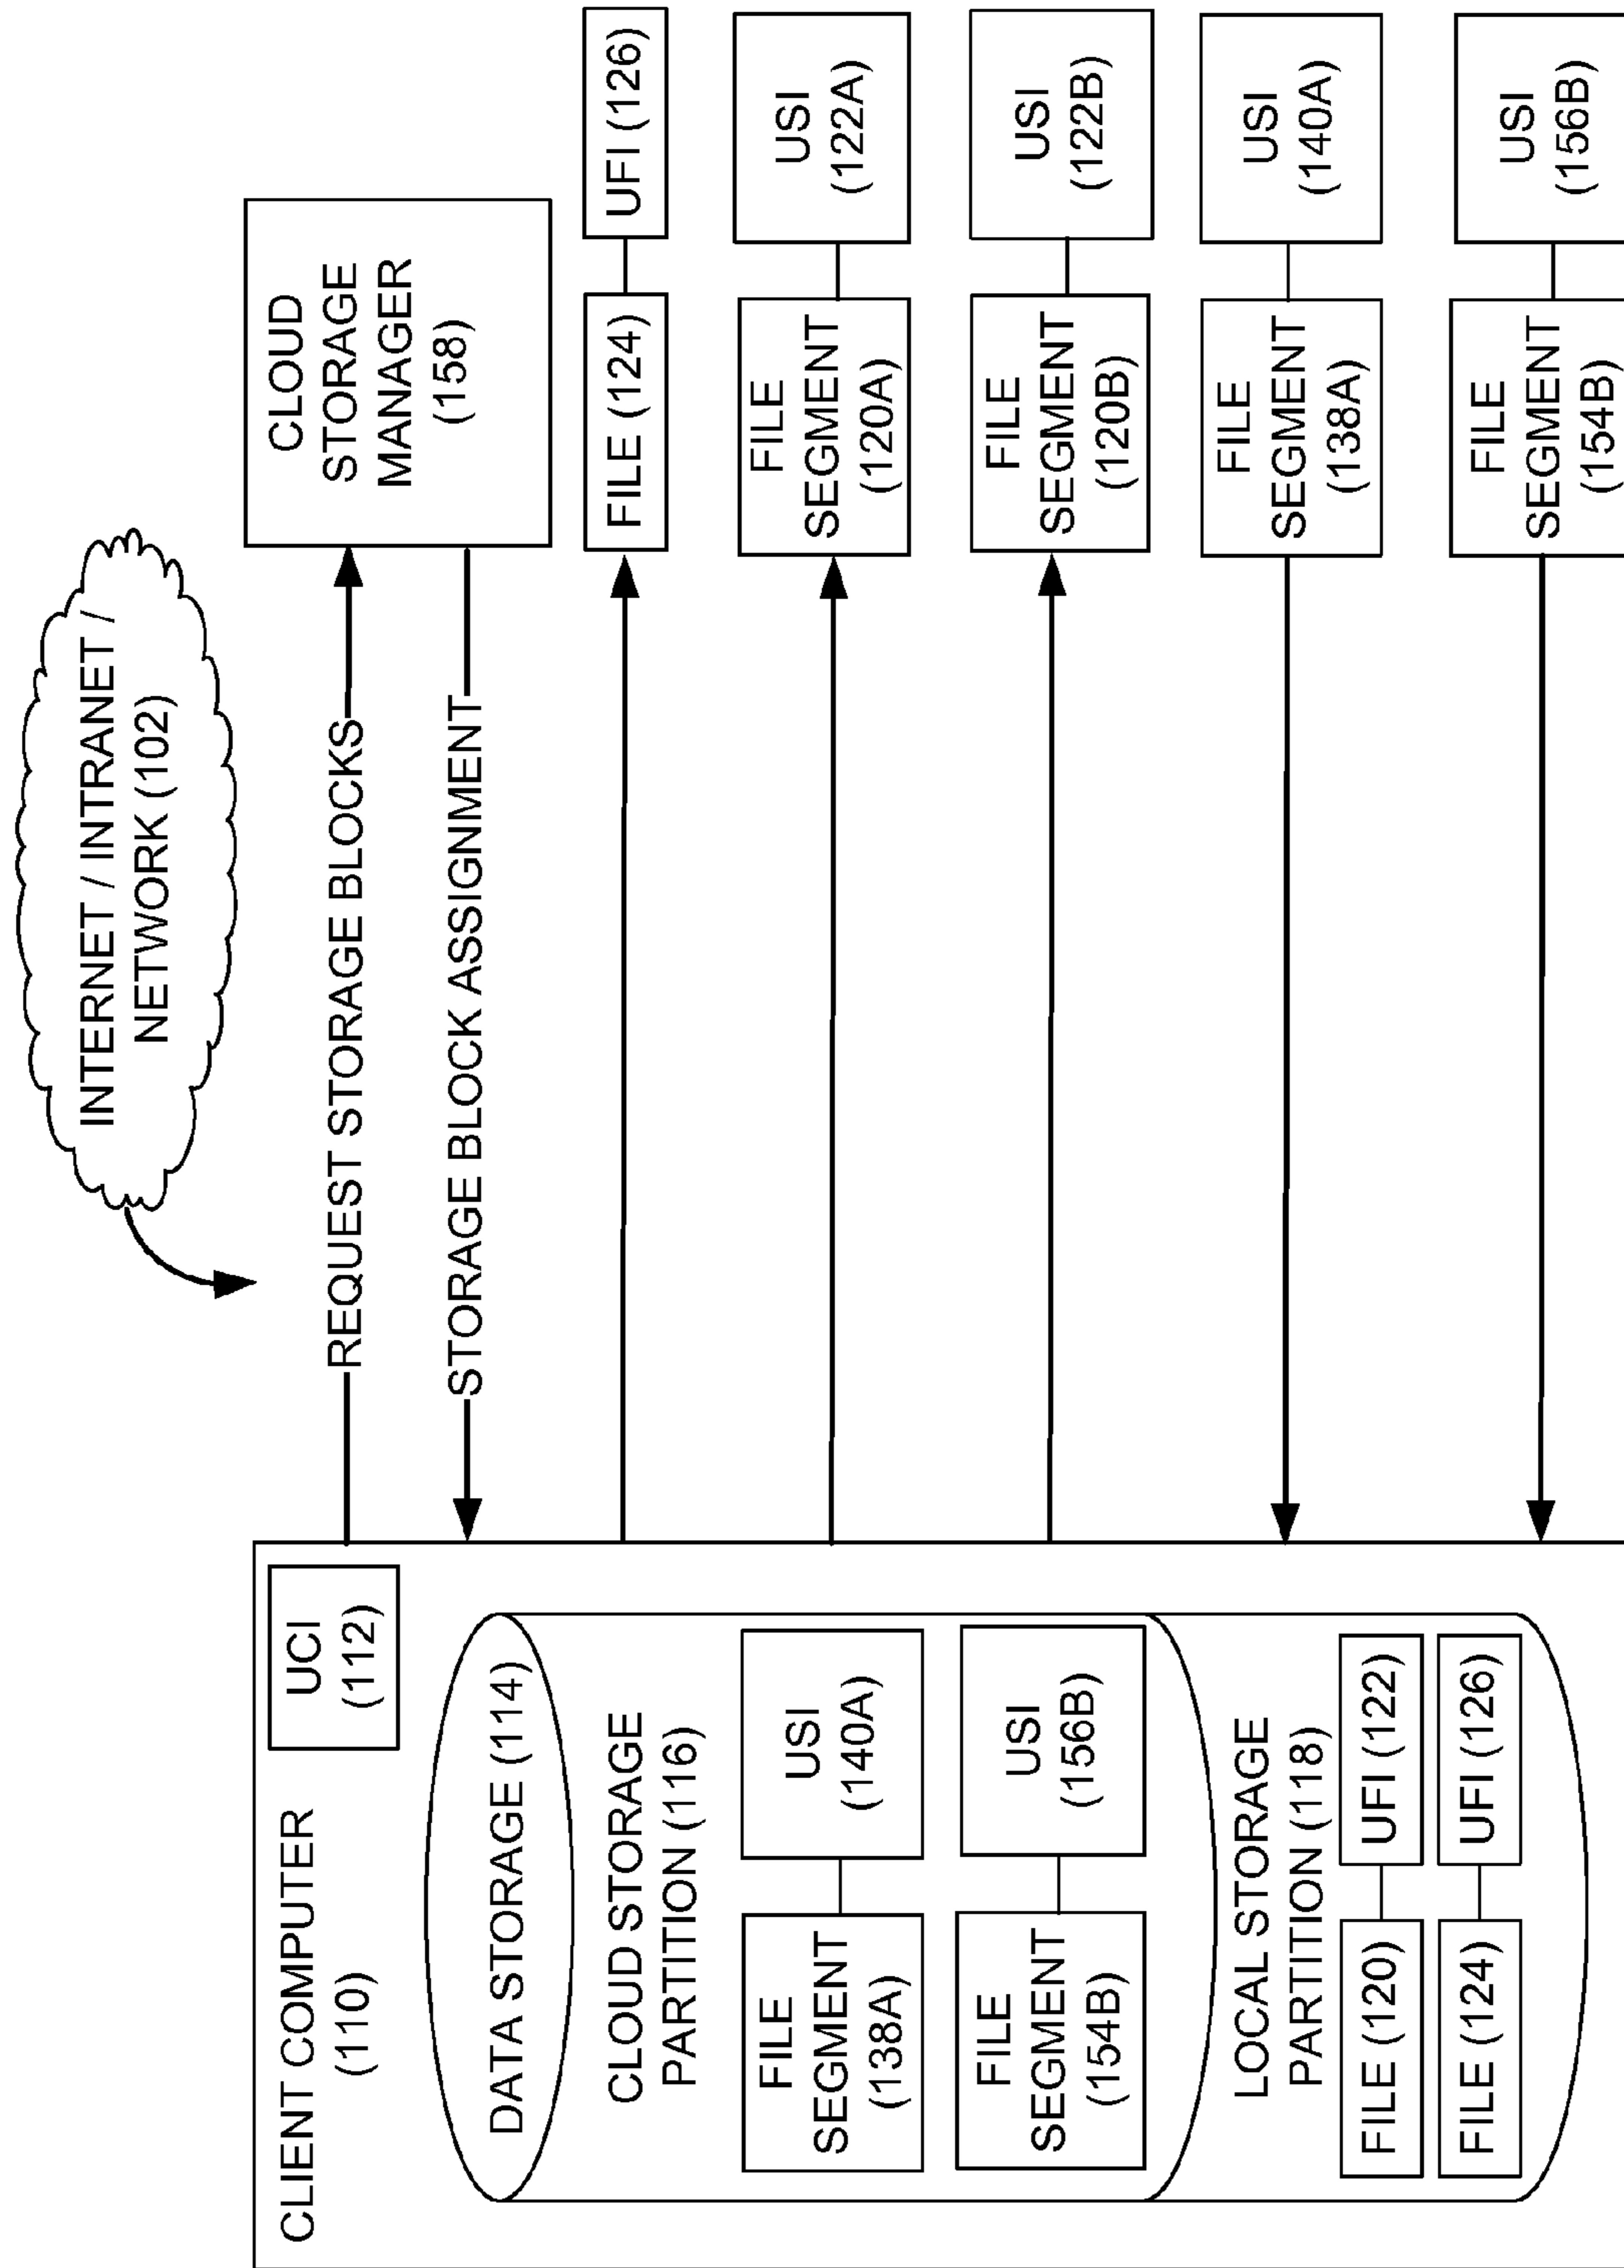 INTERNET / INTRANET /
NETWORK (102)
CLIENT COMPUTER
(110)
UCI
(112)
REQUEST STORAGE BLOCKS
STORAGE BLOCK ASSIGNMENT
CLOUD
STORAGE
MANAGER
(158)
DATA STORAGE (114)
CLOUD STORAGE
PARTITION (116)
FILE
SEGMENT
(138A)
USI
(140A)
FILE
SEGMENT
(154B)
USI
(156B)
LOCAL STORAGE
PARTITION (118)
FILE (120)
UFI (122)
FILE (124)
UFI (126)
FILE (124)
UFI (126)
FILE
SEGMENT
(120A)
USI
(122A)
FILE
SEGMENT
(120B)
USI
(122B)
FILE
SEGMENT
(138A)
USI
(140A)
FILE
SEGMENT
(154B)
USI
(156B)